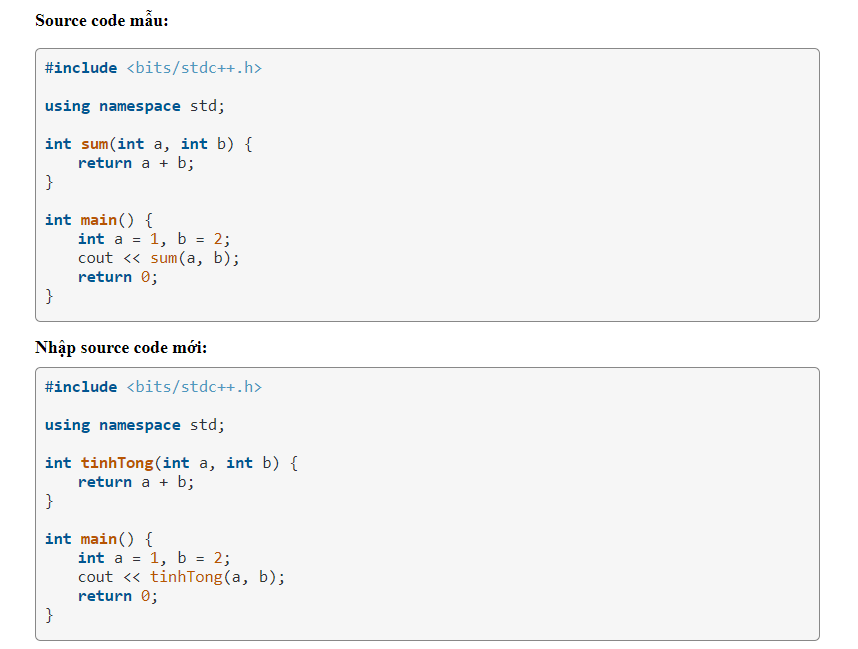 Source code mẫu:
#include <bits/stdc++.h>
using namespace std;
int sum(int a, int b) {
    return a + b;
}
int main() {
    int a = 1, b = 2;
    cout << sum(a, b);
    return 0;
}
Nhập source code mới:
#include <bits/stdc++.h>
using namespace std;
int tinhTong(int a, int b) {
    return a + b;
}
int main() {
    int a = 1, b = 2;
    cout << tinhTong(a, b);
    return 0;
}